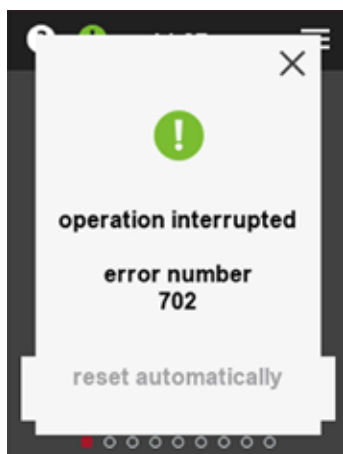 operation interrupted
error number
702
reset automatically